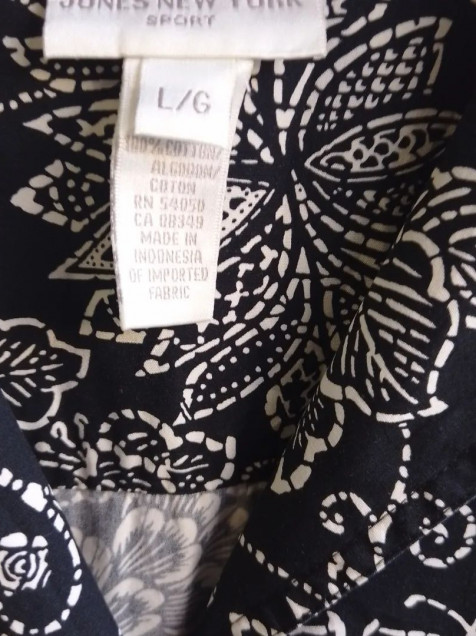 JONES NEW YORK
SPORT
L/G
100% COTTON/
ALGODON/
COTON
RN 54050
CA 08349
MADE IN
INDONESIA
OF IMPORTED
FABRIC